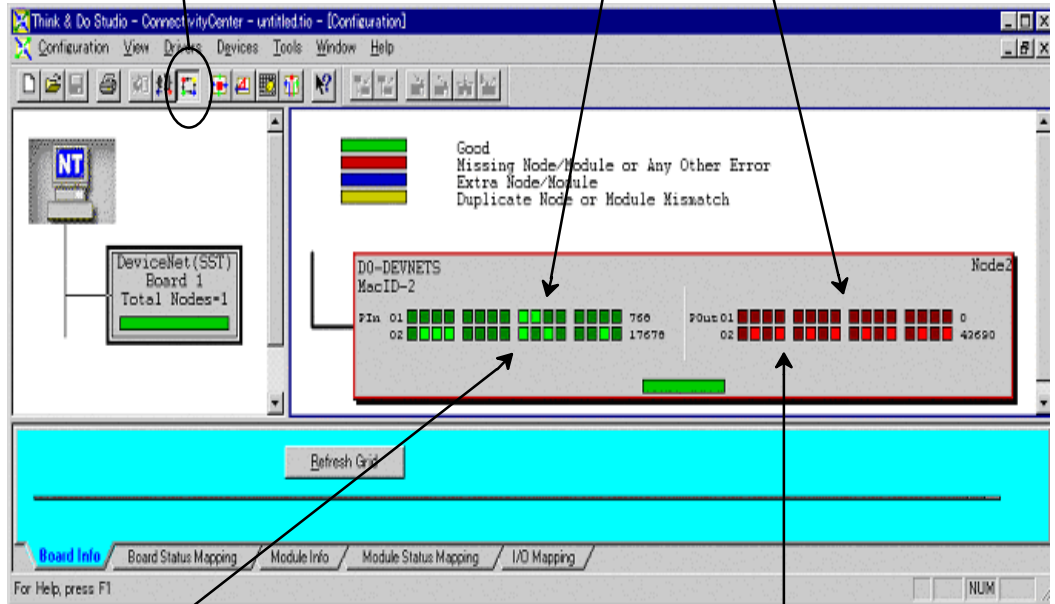 Think & Do Studio - ConnectivityCenter - untitled.tio - [Configuration]
Configuration View Drivers Devices Tools Window Help
NT
DeviceNet(SST)
Board 1
Total Nodes=1
Good
Missing Node/Module or Any Other Error
Extra Node/Module
Duplicate Node or Module Mismatch
DO-DEVNETS
Node2
MacID-2
PIn 01 768
02 17678
POut 01 0
02 43690
Refresh Grid
Board Info Board Status Mapping Module Info Module Status Mapping I/O Mapping
For Help, press F1
NUM